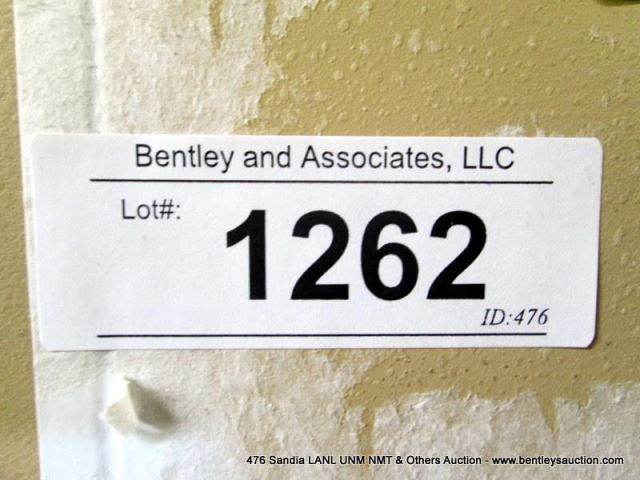 Bentley and Associates, LLC
Lot#:
1262
ID:476
476 Sandia LANL UNM NMT & Others Auction - www.bentleysauction.com